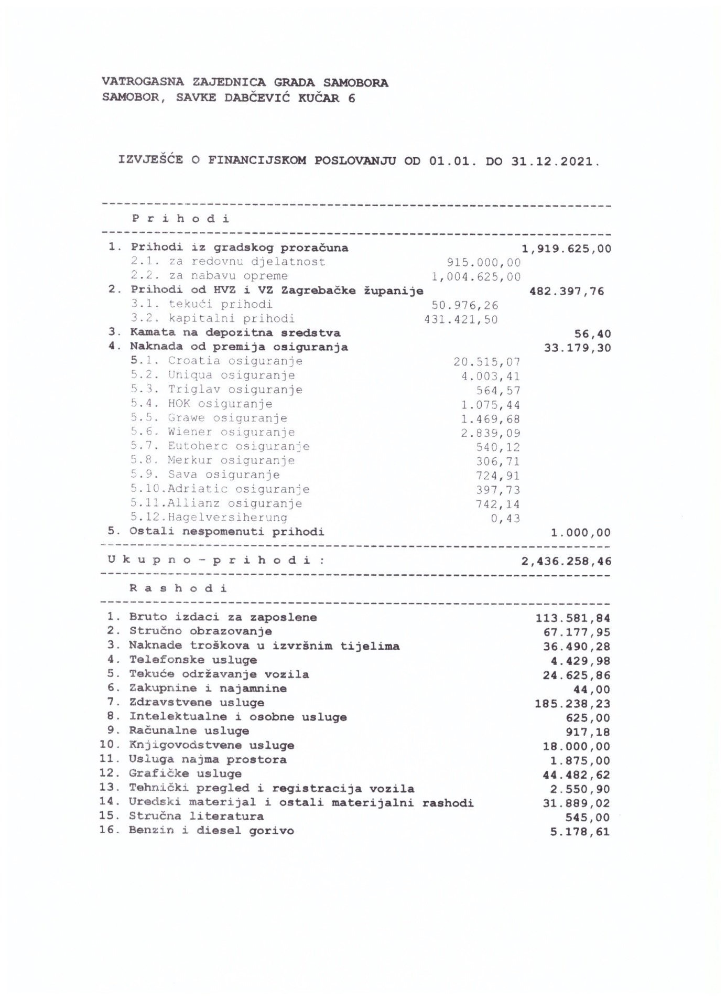 VATROGASNA ZAJEDNICA GRADA SAMOBORA
SAMOBOR, SAVKE DABČEVIĆ KUČAR 6
IZVJEŠĆE O FINANCIJSKOM POSLOVANJU OD 01.01. DO 31.12.2021.
P r i h o d i
1. Prihodi iz gradskog proračuna 1,919.625,00
2.1. za redovnu djelatnost 915.000,00
2.2. za nabavu opreme 1,004.625,00
2. Prihodi od HVZ i VZ Zagrebačke županije 482.397,76
3.1. tekući prihodi 50.976,26
3.2. kapitalni prihodi 431.421,50
3. Kamata na depozitna sredstva 56,40
4. Naknada od premija osiguranja 33.179,30
5.1. Croatia osiguranje 20.515,07
5.2. Uniqua osiguranje 4.003,41
5.3. Triglav osiguranje 564,57
5.4. HOK osiguranje 1.075,44
5.5. Grawe osiguranje 1.469,68
5.6. Wiener osiguranje 2.839,09
5.7. Eutoherc osiguranje 540,12
5.8. Merkur osiguranje 306,71
5.9. Sava osiguranje 724,91
5.10.Adriatic osiguranje 397,73
5.11.Allianz osiguranje 742,14
5.12.Hagelversiherung 0,43
5. Ostali nespomenuti prihodi 1.000,00
U k u p n o - p r i h o d i : 2,436.258,46
R a s h o d i
1. Bruto izdaci za zaposlene 113.581,84
2. Stručno obrazovanje 67.177,95
3. Naknade troškova u izvršnim tijelima 36.490,28
4. Telefonske usluge 4.429,98
5. Tekuće održavanje vozila 24.625,86
6. Zakupnine i najamnine 44,00
7. Zdravstvene usluge 185.238,23
8. Intelektualne i osobne usluge 625,00
9. Računalne usluge 917,18
10. Knjigovodstvene usluge 18.000,00
11. Usluga najma prostora 1.875,00
12. Grafičke usluge 44.482,62
13. Tehnički pregled i registracija vozila 2.550,90
14. Uredski materijal i ostali materijalni rashodi 31.889,02
15. Stručna literatura 545,00
16. Benzin i diesel gorivo 5.178,61